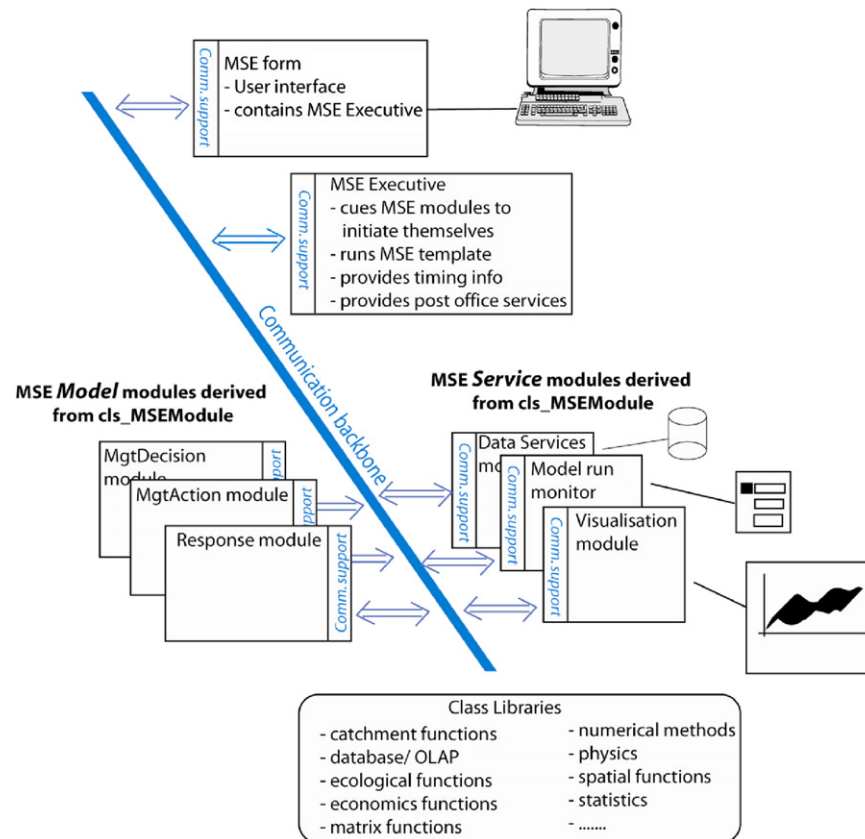 Comm.support
MSE form
- User interface
- contains MSE Executive
Comm.support
MSE Executive
- cues MSE modules to
initiate themselves
- runs MSE template
- provides timing info
- provides post office services
Communication backbone
MSE Model modules derived
from cls_MSEModule
MgtDecision
module
MgtAction module
support
Response module
Comm.support
MSE Service modules derived
from cls_MSEModule
Comm.support
Data Services
Comm.support
Model run
monitor
Comm.support
Visualisation
module
Class Libraries
- catchment functions
- database/ OLAP
- ecological functions
- economics functions
- matrix functions
- numerical methods
- physics
- spatial functions
- statistics
- .......